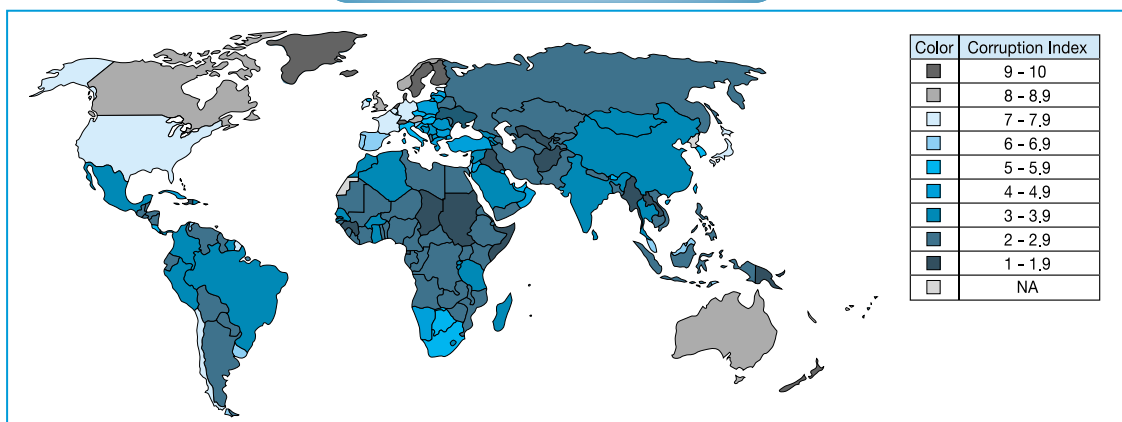 Color Corruption Index
9 – 10
8 – 8.9
7 – 7.9
6 – 6.9
5 – 5.9
4 – 4.9
3 – 3.9
2 – 2.9
1 – 1.9
NA